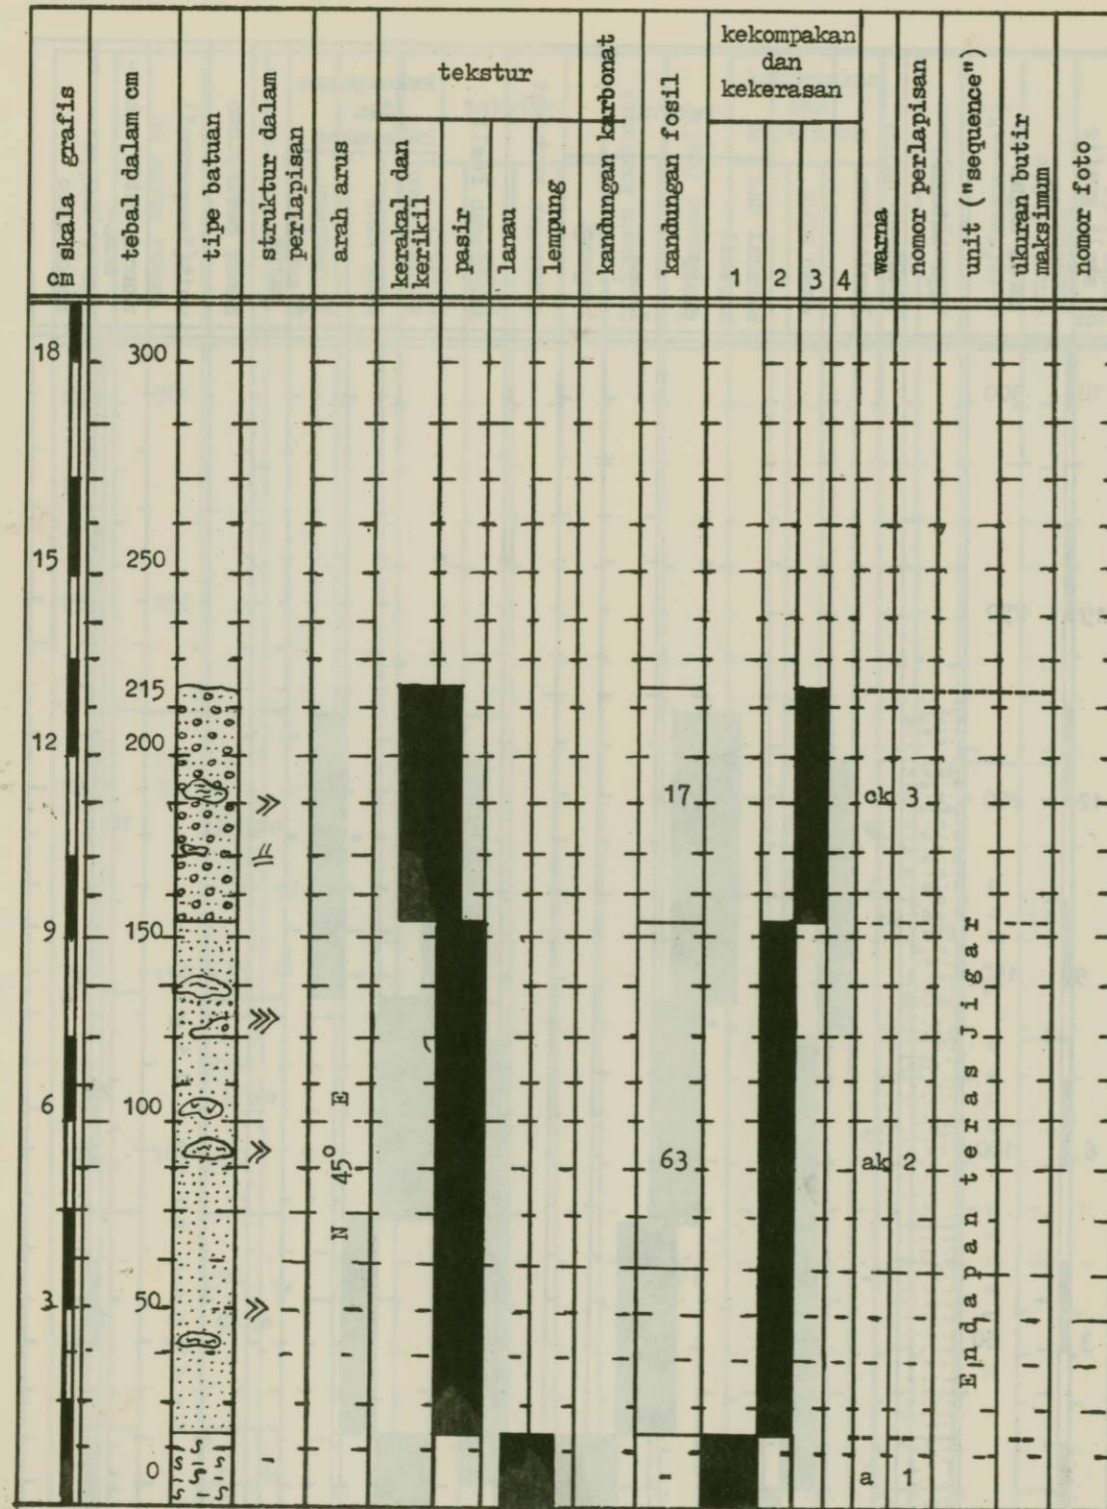 cm skala grafis
tebal dalam cm
tipe batuan
struktur dalam
perlapisan
arah arus
tekstur
kerakal dan
kerikil
pasir
lanau
lempung
kandungan karbonat
kandungan fosil
kekompakan
dan
kekerasan
1 2 3 4
warna
nomor perlapisan
unit ("sequence")
ukuran butir
maksimum
nomor foto
18 300
15 250
215
12 200
17 ck 3
9 150
6 100
63 ak 2
3 50
0 - a 1
N 45° E
Endapan teras Jigar